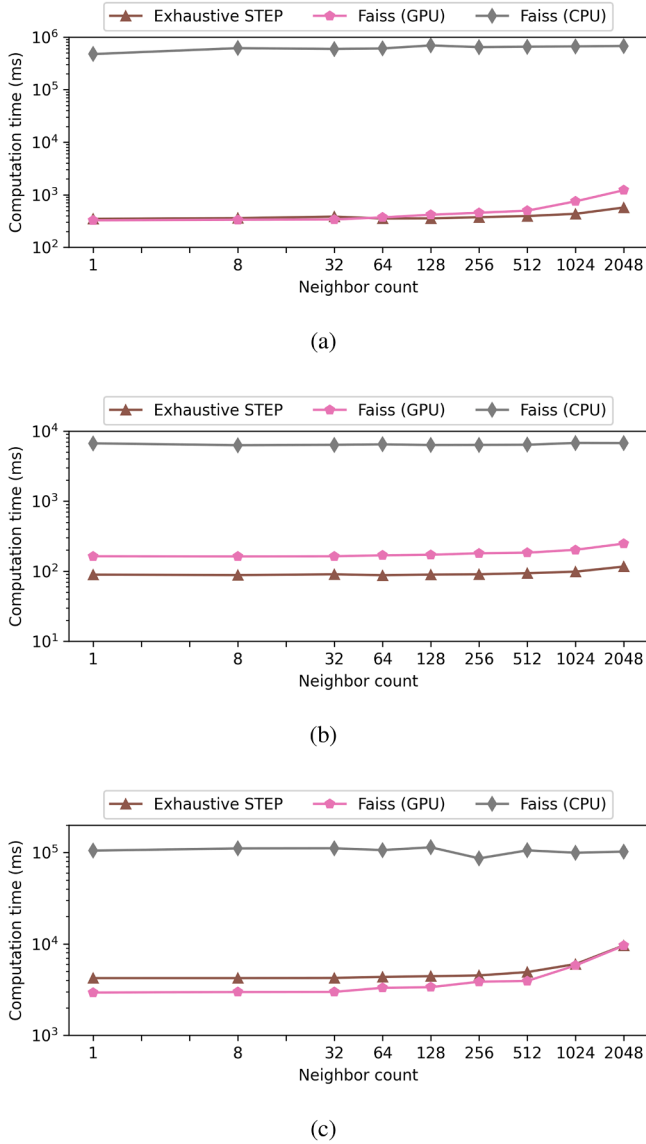 Exhaustive STEP Faiss (GPU) Faiss (CPU)
Computation time (ms)
10^6
10^5
10^4
10^3
10^2
1 8 32 64 128 256 512 1024 2048
Neighbor count
(a)
Exhaustive STEP Faiss (GPU) Faiss (CPU)
Computation time (ms)
10^4
10^3
10^2
10^1
1 8 32 64 128 256 512 1024 2048
Neighbor count
(b)
Exhaustive STEP Faiss (GPU) Faiss (CPU)
Computation time (ms)
10^5
10^4
10^3
1 8 32 64 128 256 512 1024 2048
Neighbor count
(c)